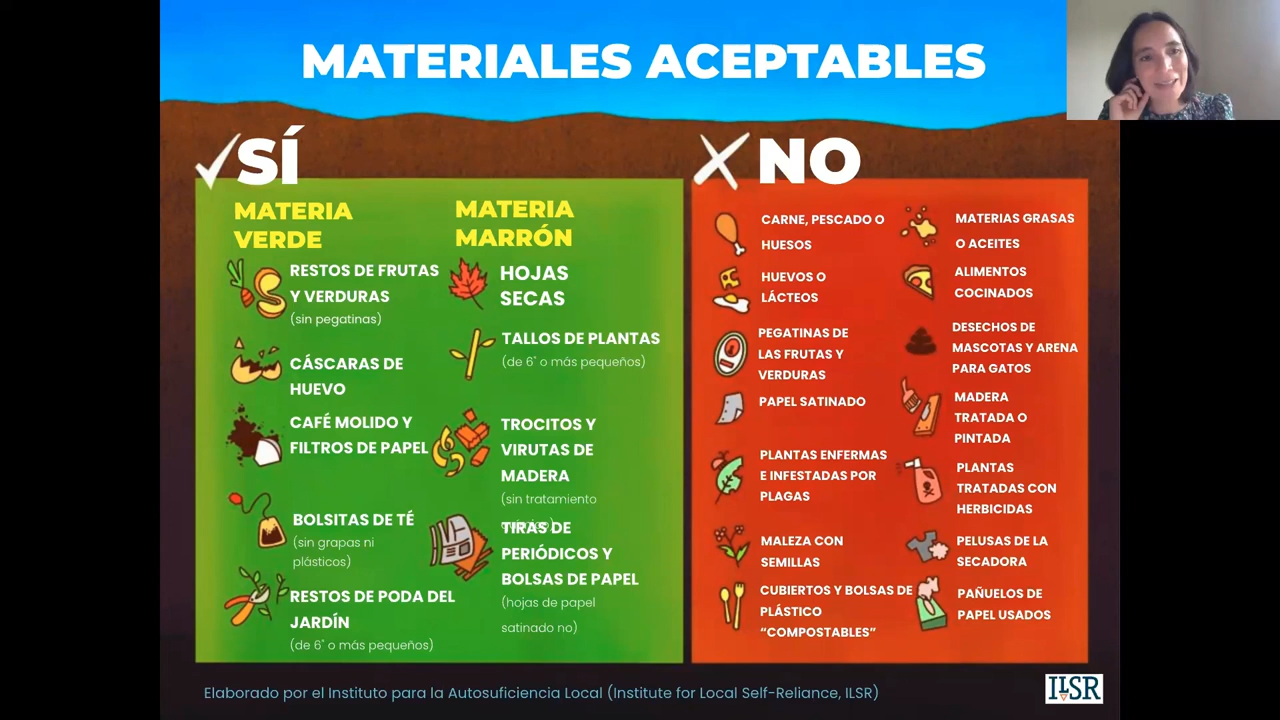 MATERIALES ACEPTABLES
SÍ
MATERIA
VERDE
RESTOS DE FRUTAS
Y VERDURAS
(sin pegatinas)
CÁSCARAS DE
HUEVO
CAFÉ MOLIDO Y
FILTROS DE PAPEL
BOLSITAS DE TÉ
(sin grapas ni
plásticos)
RESTOS DE PODA DEL
JARDÍN
(de 6" o más pequeños)
MATERIA
MARRÓN
HOJAS
SECAS
TALLOS DE PLANTAS
(de 6" o más pequeños)
TROCITOS Y
VIRUTAS DE
MADERA
(sin tratamiento
TIRAS DE
PERIÓDICOS Y
BOLSAS DE PAPEL
(hojas de papel
satinado no)
NO
CARNE, PESCADO O
HUESOS
HUEVOS O
LÁCTEOS
PEGATINAS DE
LAS FRUTAS Y
VERDURAS
PAPEL SATINADO
PLANTAS ENFERMAS
E INFESTADAS POR
PLAGAS
MALEZA CON
SEMILLAS
CUBIERTOS Y BOLSAS DE
PLÁSTICO
“COMPOSTABLES”
MATERIAS GRASAS
O ACEITES
ALIMENTOS
COCINADOS
DESECHOS DE
MASCOTAS Y ARENA
PARA GATOS
MADERA
TRATADA O
PINTADA
PLANTAS
TRATADAS CON
HERBICIDAS
PELUSAS DE LA
SECADORA
PAÑUELOS DE
PAPEL USADOS
Elaborado por el Instituto para la Autosuficiencia Local (Institute for Local Self-Reliance, ILSR)
ILSR